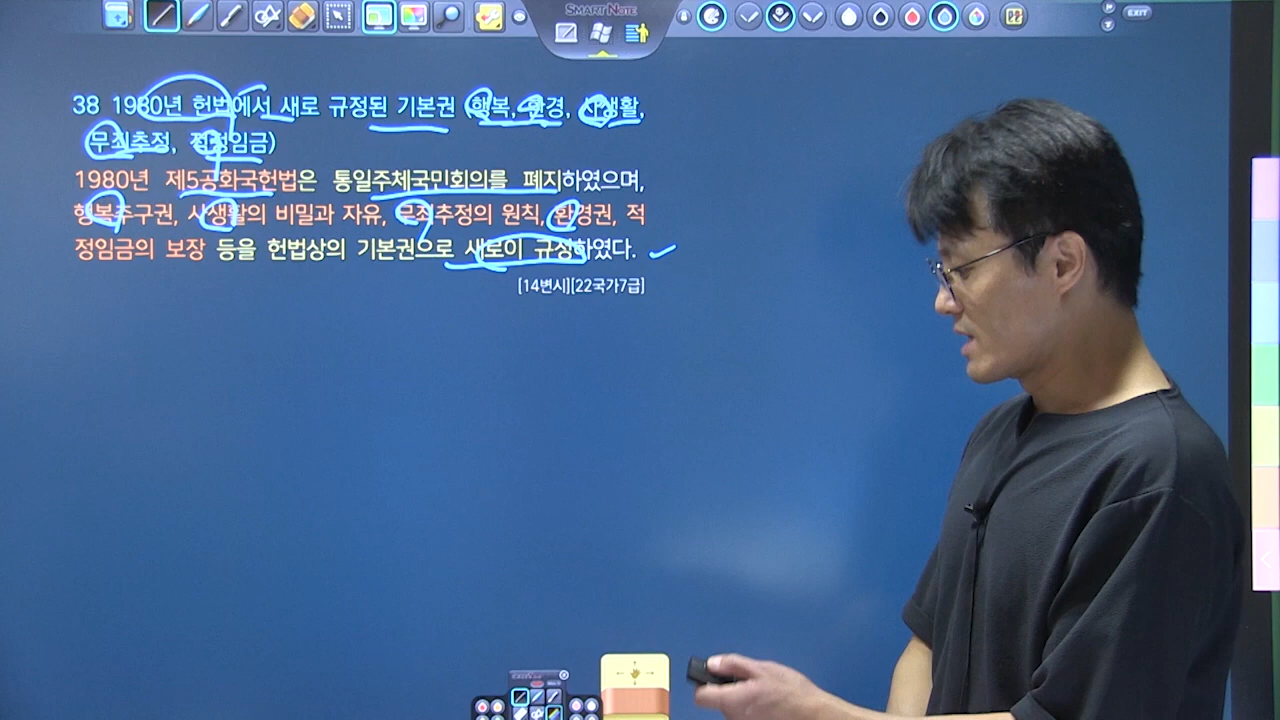 SMART NOTE
EXIT
38 1980년 헌법에서 새로 규정된 기본권 (행복, 환경, 사생활,
무죄추정, 적정임금)
1980년 제5공화국헌법은 통일주체국민회의를 폐지하였으며,
행복추구권, 사생활의 비밀과 자유, 무죄추정의 원칙, 환경권, 적
정임금의 보장 등을 헌법상의 기본권으로 새로이 규정하였다.
[14변시][22국가7급]